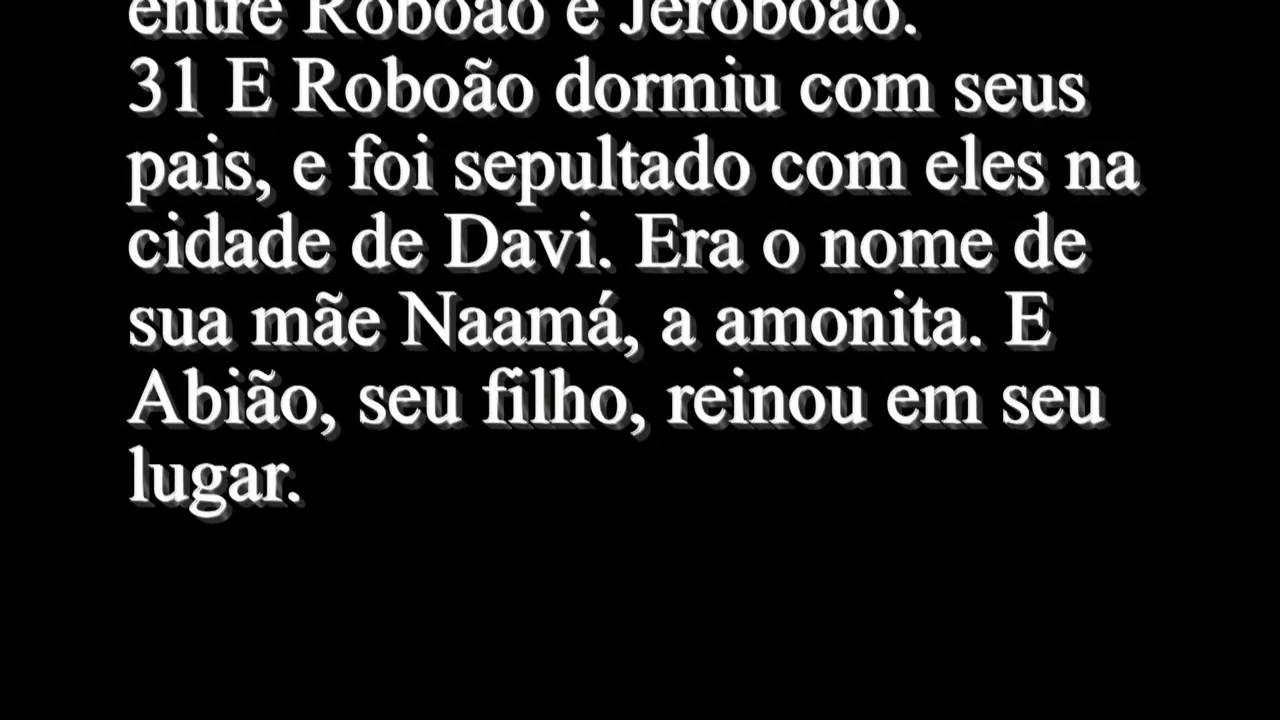 entre Roboão e Jeroboão.
31 E Roboão dormiu com seus
pais, e foi sepultado com eles na
cidade de Davi. Era o nome de
sua mãe Naamá, a amonita. E
Abião, seu filho, reinou em seu
lugar.